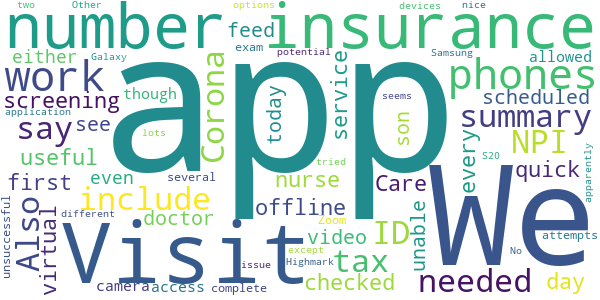 two Other options devices nice
number insurance
feed
exam potential Samsung
either Galaxy allowed
work app phones
application
screening though Corona today service seems scheduled
lots son summary
say see NPI
useful even tried every S20
first several nurse Care quick
Also include offline
unsuccessful virtual different doctor Zoom We apparently
Visit video ID unable attempts
issue except No
tax
camera access complete Highmark checked needed day